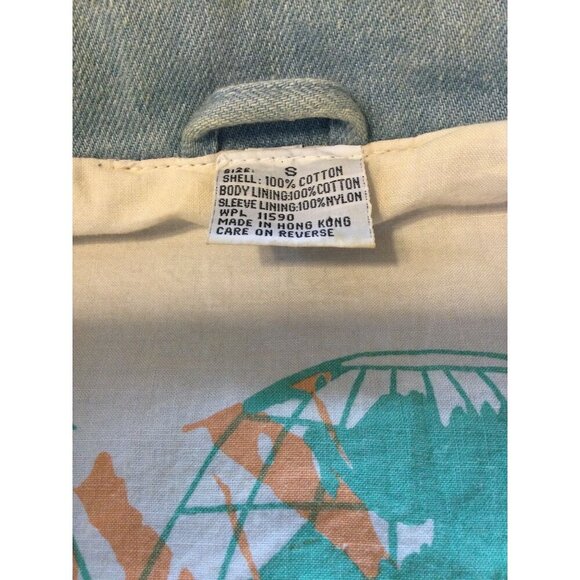 SIZE: S
SHELL: 100% COTTON
BODY LINING:100%COTTON
SLEEVE LINING:100%NYLON
WPL 11590
MADE IN HONG KONG
CARE ON REVERSE